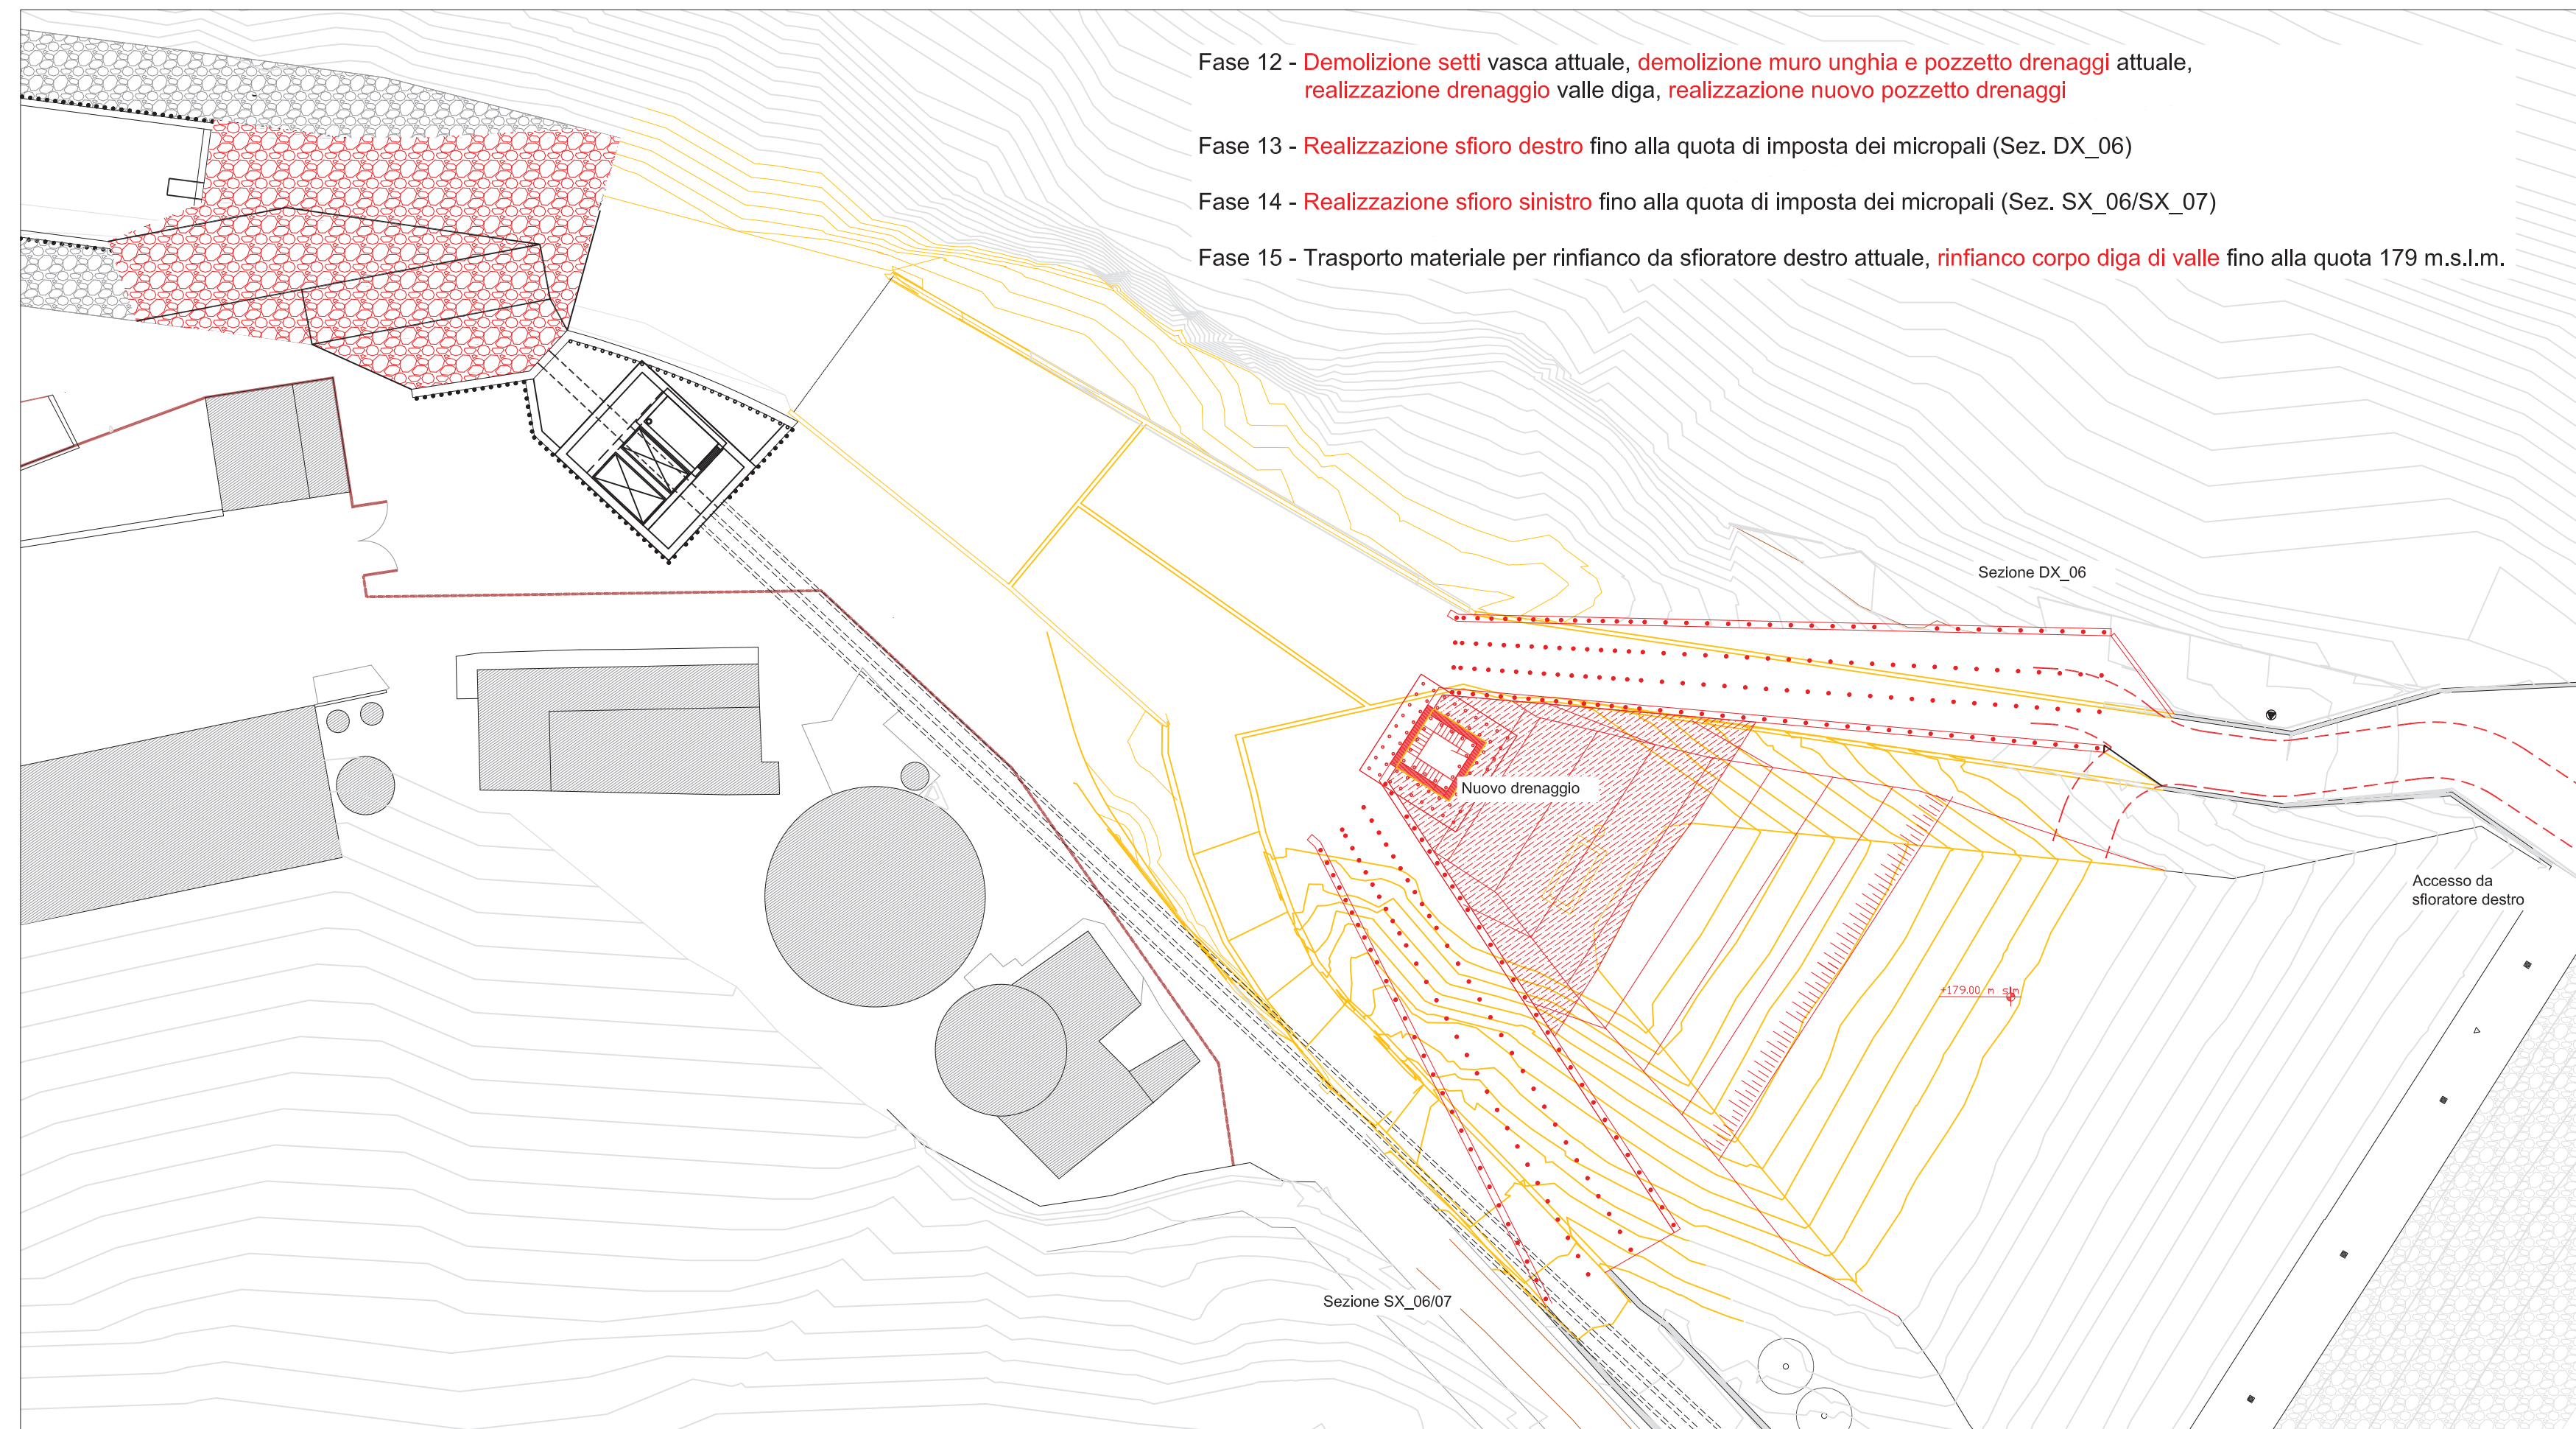 Fase 12 - Demolizione setti vasca attuale, demolizione muro unghia e pozzetto drenaggi attuale,
realizzazione drenaggio valle diga, realizzazione nuovo pozzetto drenaggi
Fase 13 - Realizzazione sfioro destro fino alla quota di imposta dei micropali (Sez. DX_06)
Fase 14 - Realizzazione sfioro sinistro fino alla quota di imposta dei micropali (Sez. SX_06/SX_07)
Fase 15 - Trasporto materiale per rinfianco da sfioratore destro attuale, rinfianco corpo diga di valle fino alla quota 179 m.s.l.m.
Sezione DX_06
Nuovo drenaggio
Accesso da
sfioratore destro
+179.00 m slm
Sezione SX_06/07